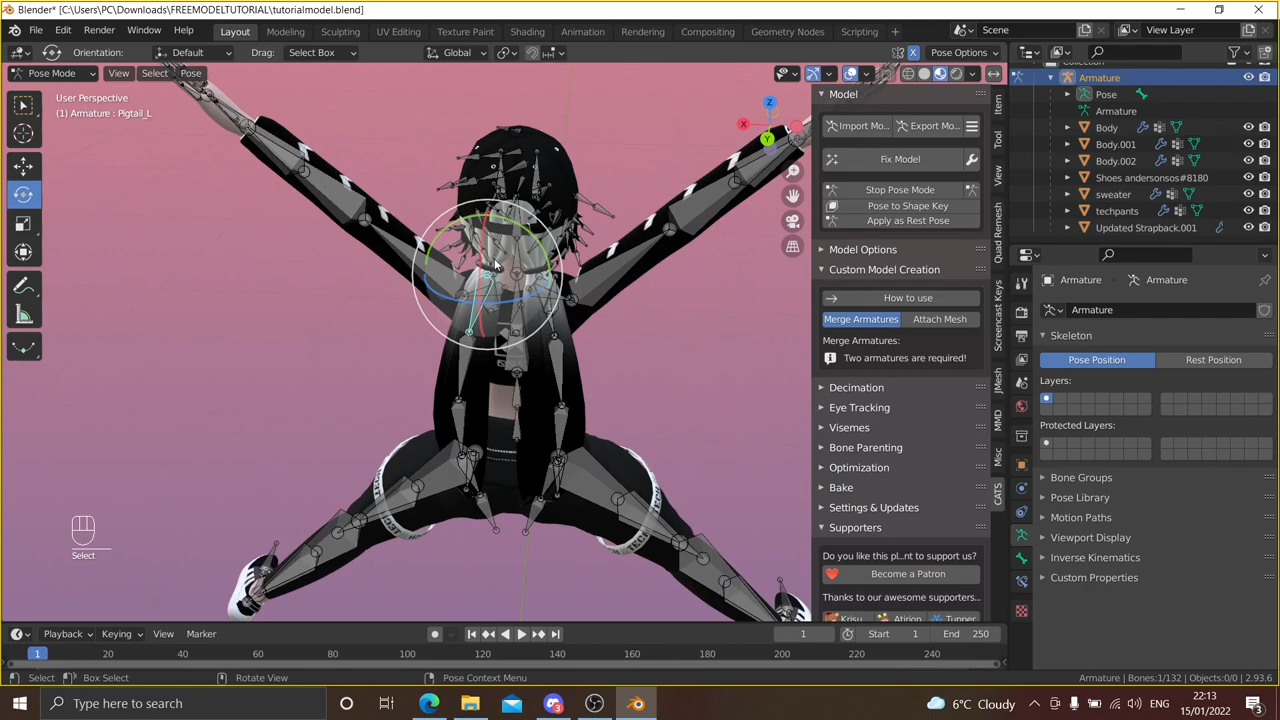 Blender* [C:\Users\PC\Downloads\FREEMODELTUTORIAL\tutorialmodel.blend]
File Edit Render Window Help Layout Modeling Sculpting UV Editing Texture Paint Shading Animation Rendering Compositing Geometry Nodes Scripting + Scene View Layer
Orientation: Default Drag: Select Box Global X Pose Options
Pose Mode View Select Pose
User Perspective
(1) Armature : Pigtail_L
Z
X
Y
Select
Model
Import Mo... Export Mo...
Fix Model
Stop Pose Mode
Pose to Shape Key
Apply as Rest Pose
Model Options
Custom Model Creation
How to use
Merge Armatures Attach Mesh
Merge Armatures:
Two armatures are required!
Decimation
Eye Tracking
Visemes
Bone Parenting
Optimization
Bake
Settings & Updates
Supporters
Do you like this pl...nt to support us?
Become a Patron
Thanks to our awesome supporters...
Krisu Atirion Tupper
Item
Tool
View
Quad Remesh
Screencast Keys
JMesh
MMD
Misc
CATS
Collection
Armature
Pose
Armature
Body
Body.001
Body.002
Shoes andersonsos#8180
sweater
techpants
Updated Strapback.001
Armature Armature
Armature
Skeleton
Pose Position Rest Position
Layers:
Protected Layers:
Bone Groups
Pose Library
Motion Paths
Viewport Display
Inverse Kinematics
Custom Properties
Playback Keying View Marker 1 Start 1 End 250
1 20 40 60 80 100 120 140 160 180 200 220 240
Select Box Select Rotate View Pose Context Menu Armature | Bones:1/132 | Objects:0/0 | 2.93.6
Type here to search 3 6°C Cloudy 22:13
15/01/2022 3